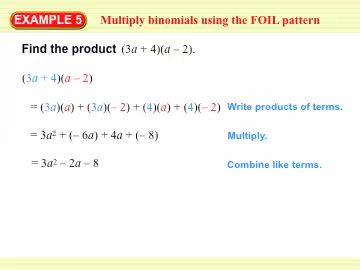 EXAMPLE 5 Multiply binomials using the FOIL pattern
Find the product (3a + 4)(a – 2).
(3a + 4)(a – 2)
= (3a)(a) + (3a)(– 2) + (4)(a) + (4)(– 2) Write products of terms.
= 3a² + (– 6a) + 4a + (– 8) Multiply.
= 3a² – 2a – 8 Combine like terms.